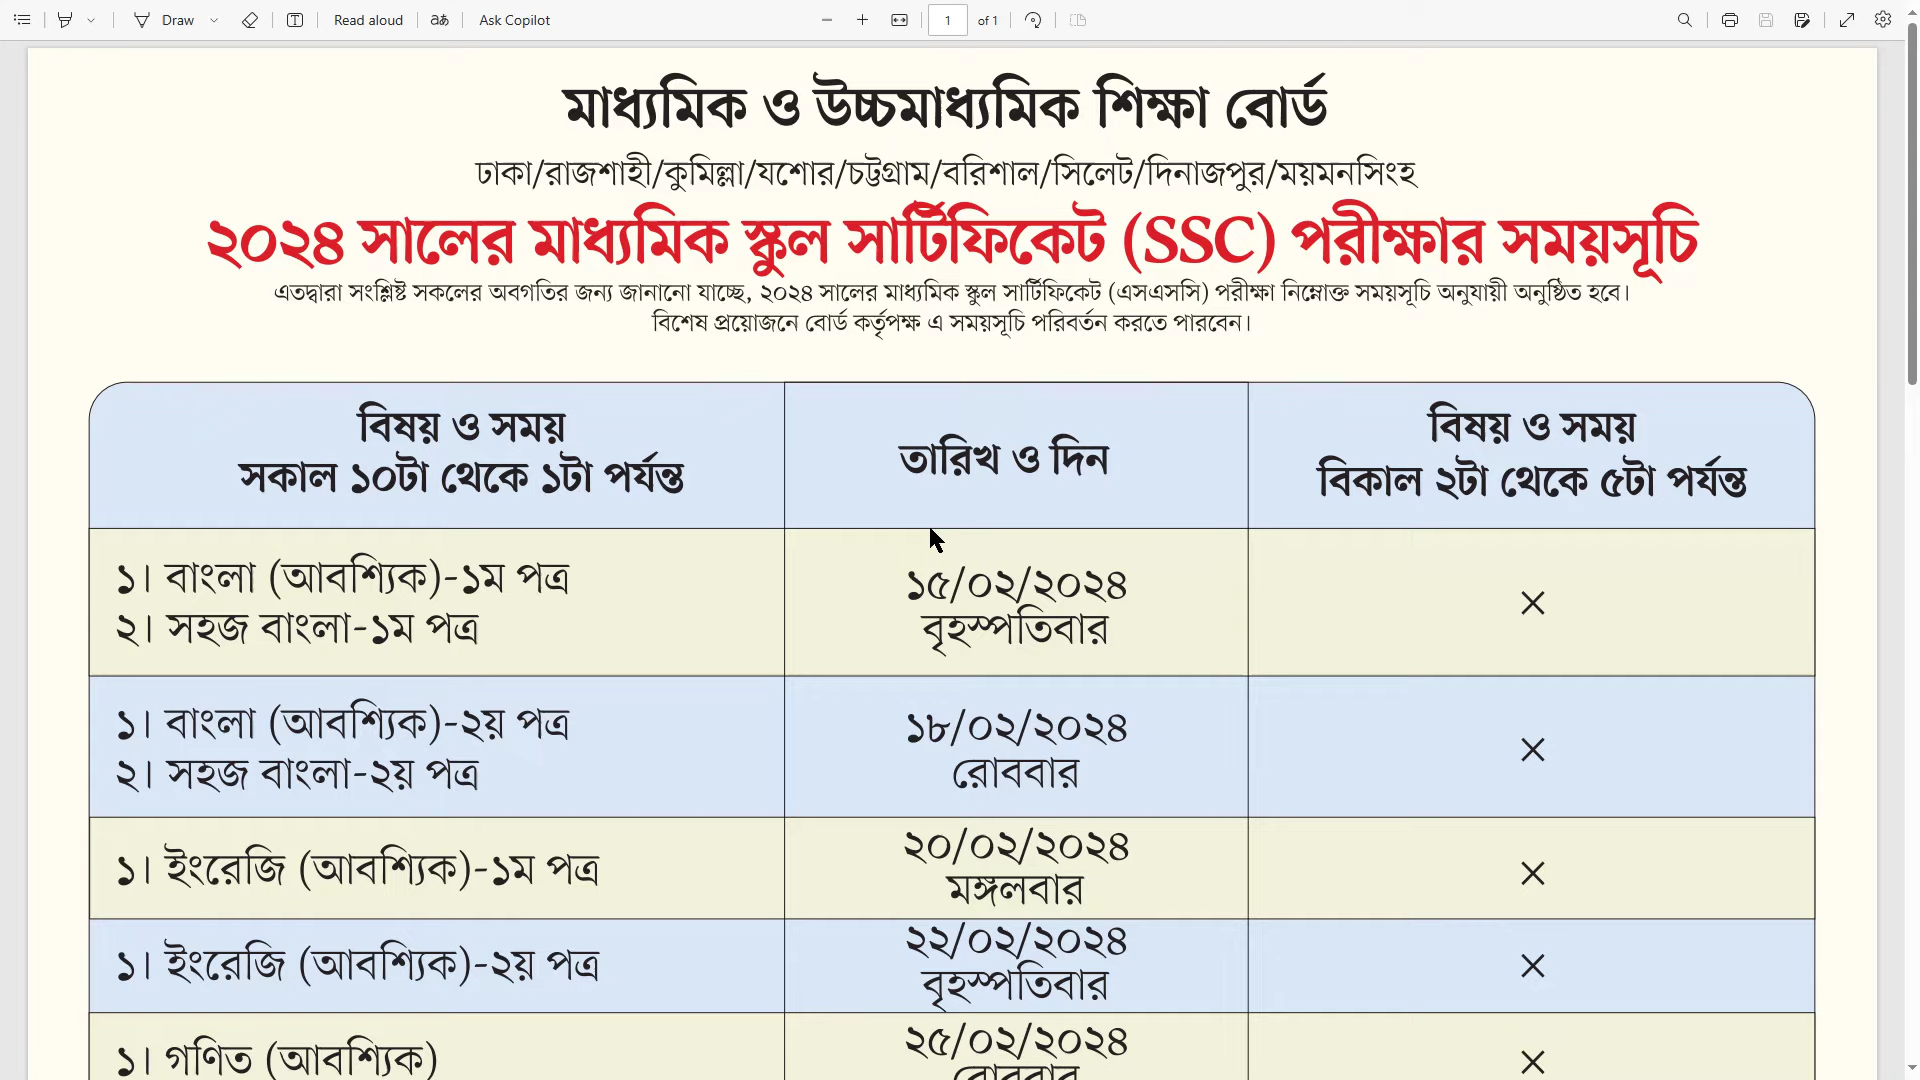 Draw
Read aloud
aあ
Ask Copilot
1 of 1
মাধ্যমিক ও উচ্চমাধ্যমিক শিক্ষা বোর্ড
ঢাকা/রাজশাহী/কুমিল্লা/যশোর/চট্টগ্রাম/বরিশাল/সিলেট/দিনাজপুর/ময়মনসিংহ
২০২৪ সালের মাধ্যমিক স্কুল সার্টিফিকেট (SSC) পরীক্ষার সময়সূচি
এতদ্বারা সংশ্লিষ্ট সকলের অবগতির জন্য জানানো যাচ্ছে, ২০২৪ সালের মাধ্যমিক স্কুল সার্টিফিকেট (এসএসসি) পরীক্ষা নিম্নোক্ত সময়সূচি অনুযায়ী অনুষ্ঠিত হবে।
বিশেষ প্রয়োজনে বোর্ড কর্তৃপক্ষ এ সময়সূচি পরিবর্তন করতে পারবেন।
বিষয় ও সময়
সকাল ১০টা থেকে ১টা পর্যন্ত
তারিখ ও দিন
বিষয় ও সময়
বিকাল ২টা থেকে ৫টা পর্যন্ত
১। বাংলা (আবশ্যিক)-১ম পত্র
২। সহজ বাংলা-১ম পত্র
১৫/০২/২০২৪
বৃহস্পতিবার
×
১। বাংলা (আবশ্যিক)-২য় পত্র
২। সহজ বাংলা-২য় পত্র
১৮/০২/২০২৪
রোববার
×
১। ইংরেজি (আবশ্যিক)-১ম পত্র
২০/০২/২০২৪
মঙ্গলবার
×
১। ইংরেজি (আবশ্যিক)-২য় পত্র
২২/০২/২০২৪
বৃহস্পতিবার
×
১। গণিত (আবশ্যিক)
২৫/০২/২০২৪
রোববার
×